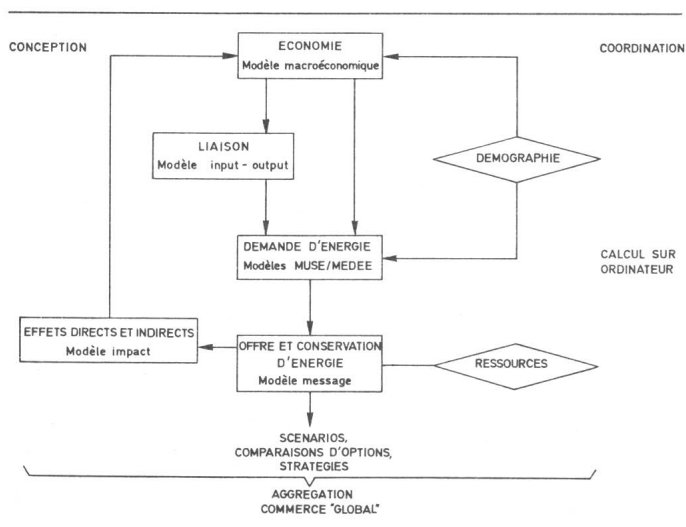 CONCEPTION
ECONOMIE
Modèle macroéconomique
COORDINATION
LIAISON
Modèle input - output
DEMOGRAPHIE
DEMANDE D'ENERGIE
Modèles MUSE/MEDEE
CALCUL SUR
ORDINATEUR
EFFETS DIRECTS ET INDIRECTS
Modèle impact
OFFRE ET CONSERVATION
D'ENERGIE
Modèle message
RESSOURCES
SCENARIOS,
COMPARAISONS D'OPTIONS,
STRATEGIES
AGGREGATION
COMMERCE "GLOBAL"